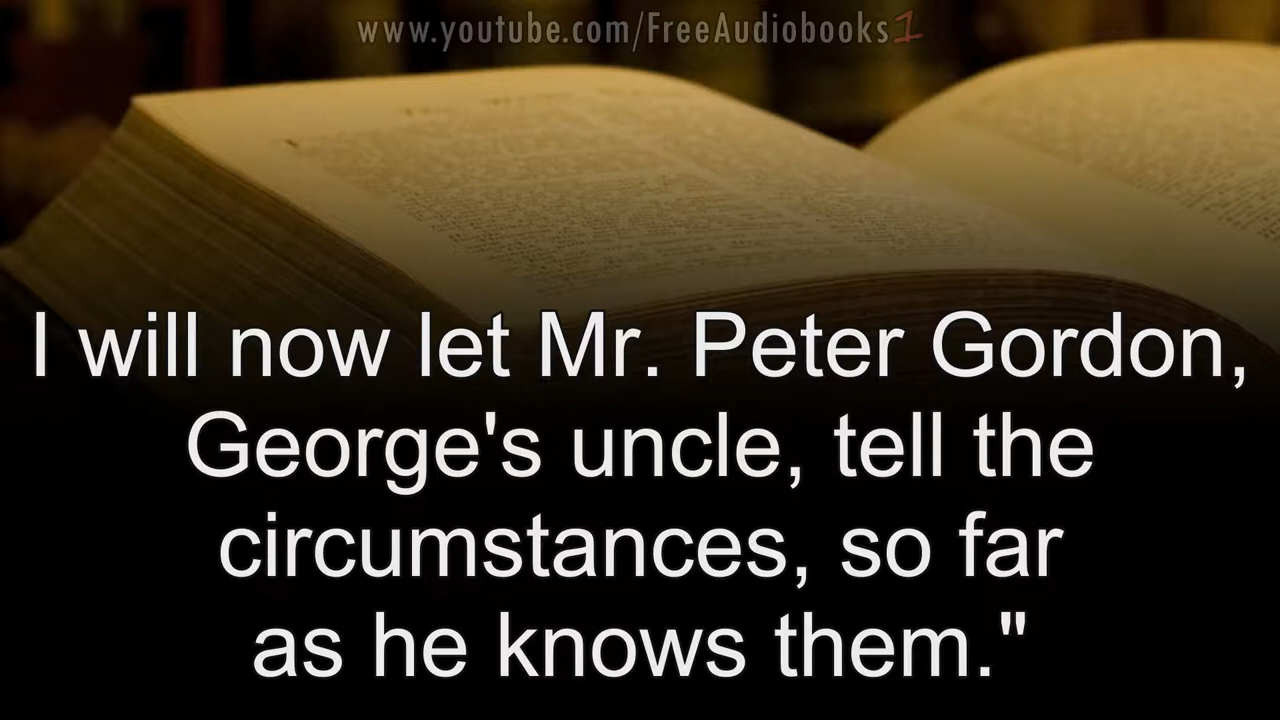 www.youtube.com/FreeAudiobooks1
I will now let Mr. Peter Gordon,
George's uncle, tell the
circumstances, so far
as he knows them."